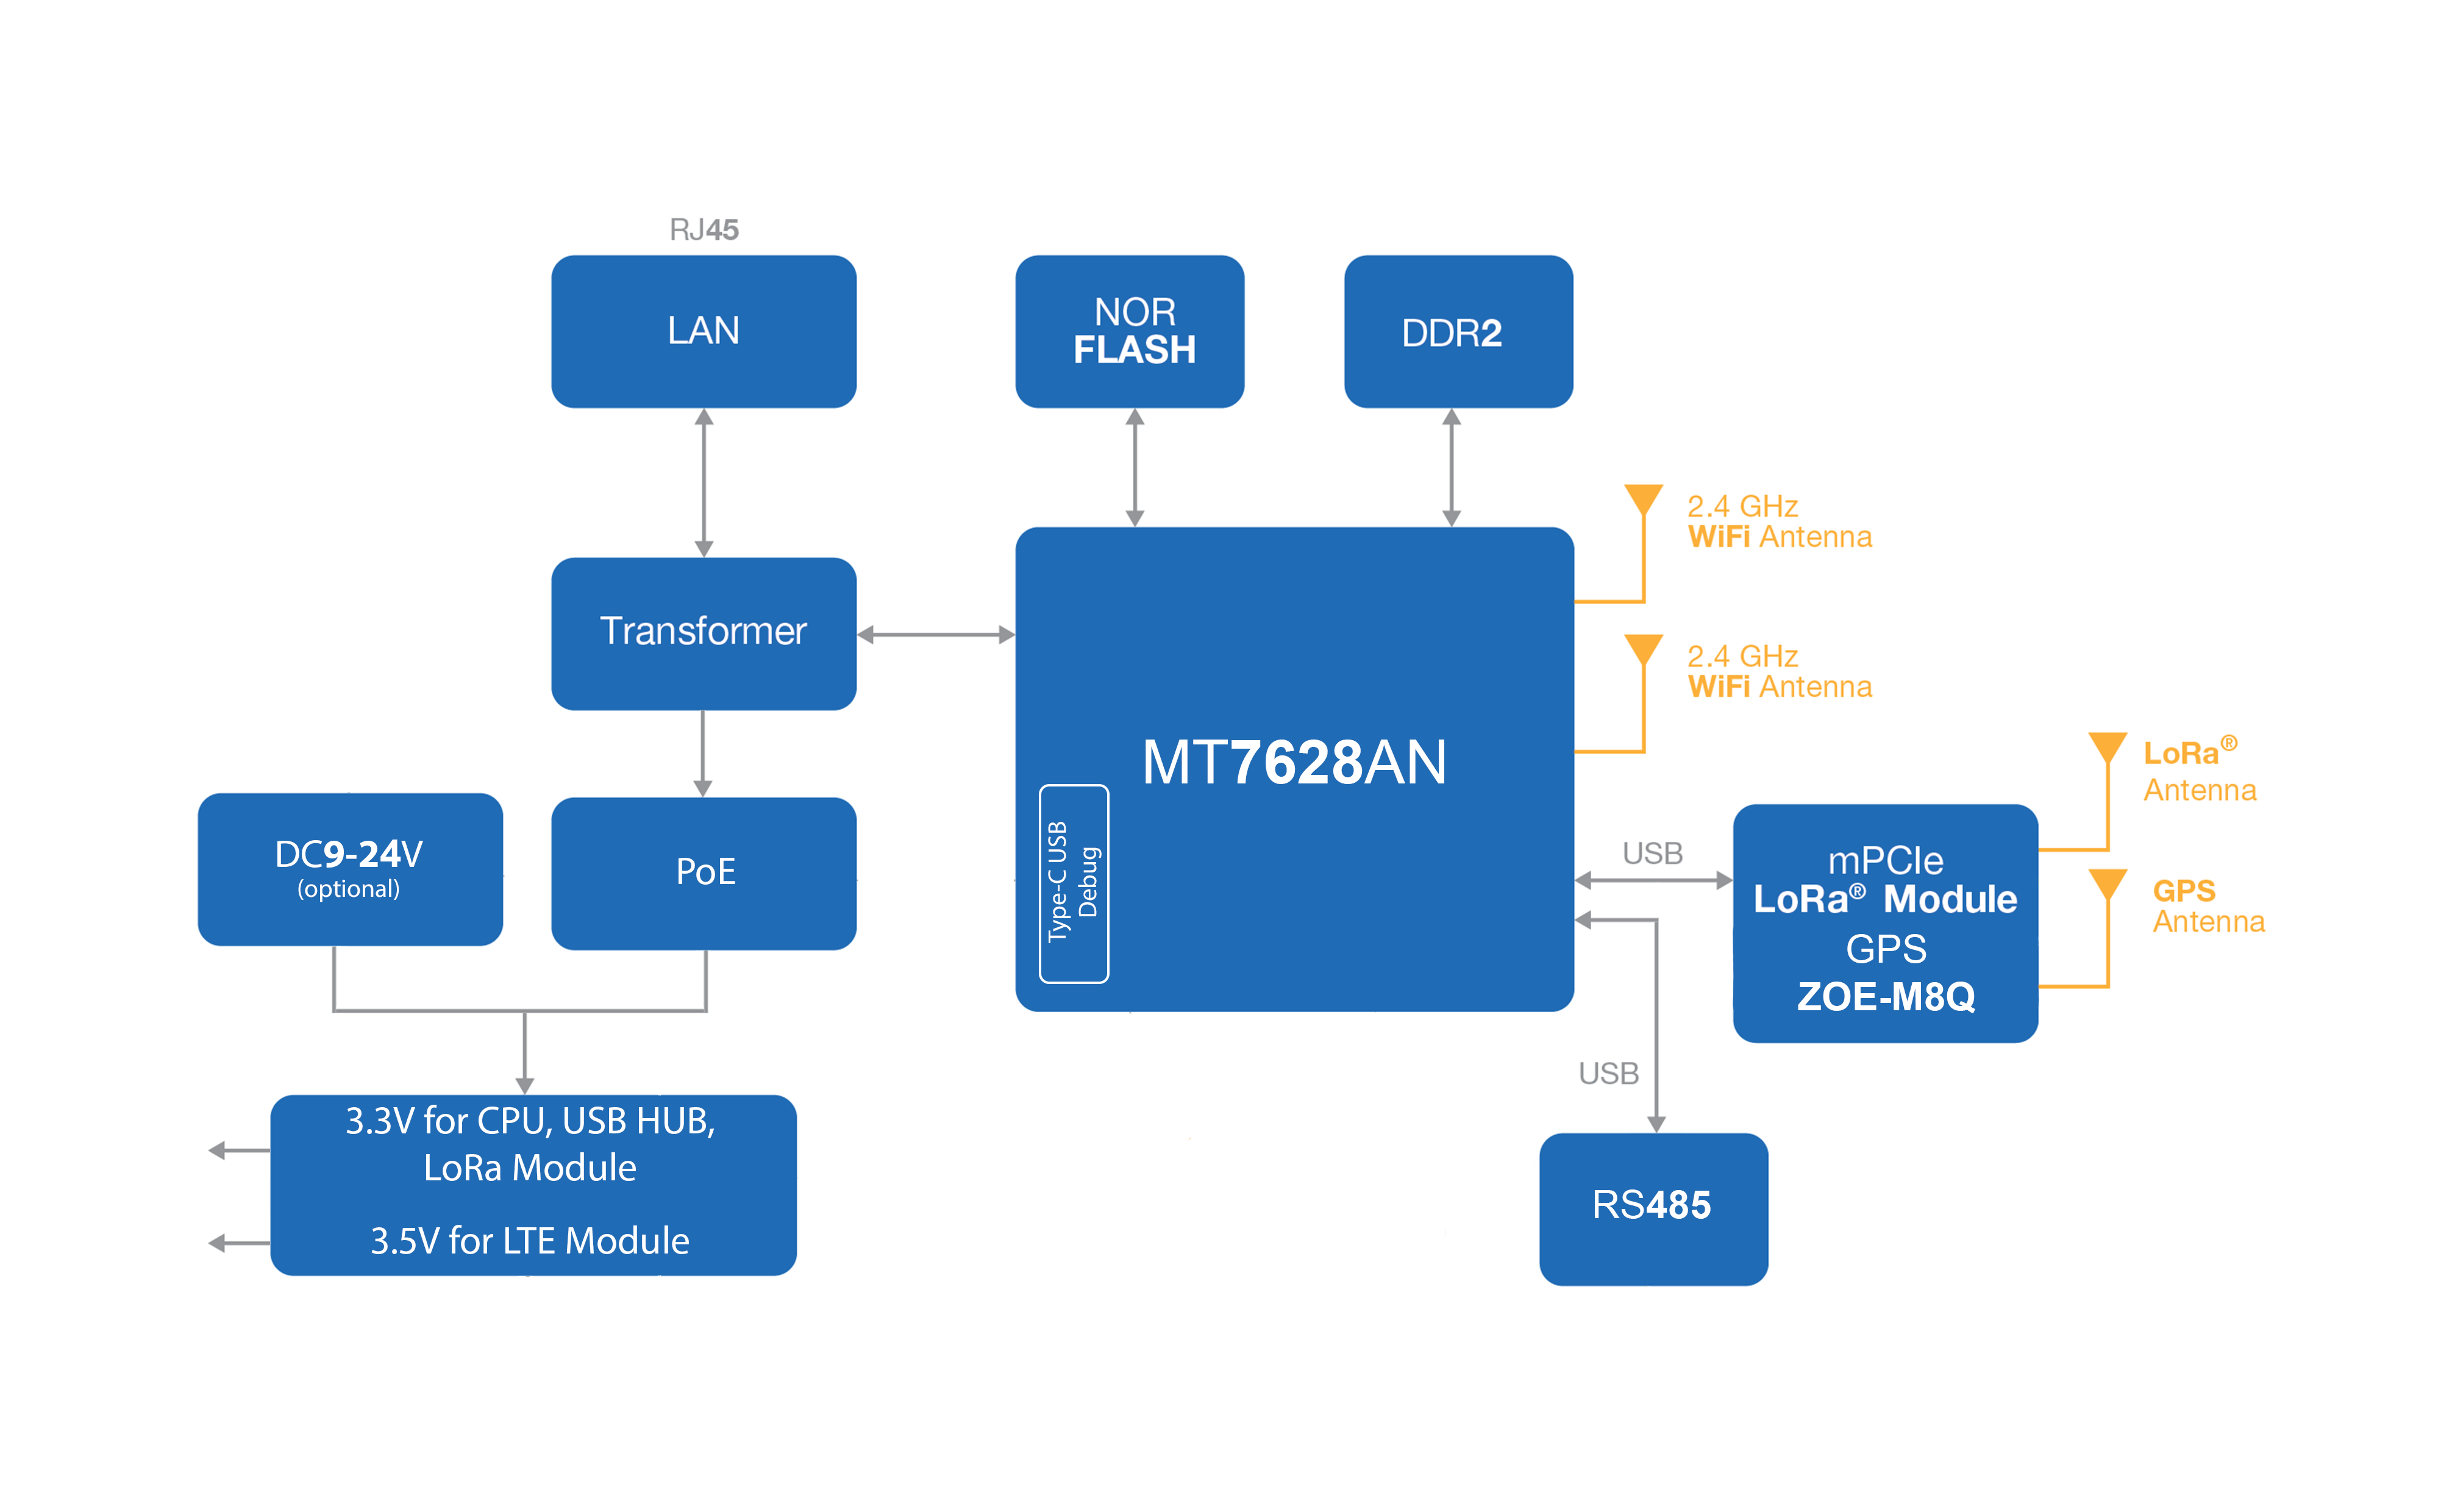 RJ45
LAN
NOR
FLASH
DDR2
2.4 GHz
WiFi Antenna
Transformer
2.4 GHz
WiFi Antenna
MT7628AN
Type-C USB
Debug
LoRa®
Antenna
DC9-24V
(optional)
PoE
USB
mPCIe
LoRa® Module
GPS
ZOE-M8Q
GPS
Antenna
USB
3.3V for CPU, USB HUB,
LoRa Module
3.5V for LTE Module
RS485